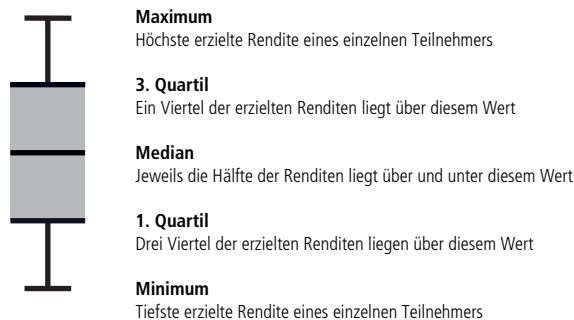 Maximum
Höchste erzielte Rendite eines einzelnen Teilnehmers
3. Quartil
Ein Viertel der erzielten Renditen liegt über diesem Wert
Median
Jeweils die Hälfte der Renditen liegt über und unter diesem Wert
1. Quartil
Drei Viertel der erzielten Renditen liegen über diesem Wert
Minimum
Tiefste erzielte Rendite eines einzelnen Teilnehmers